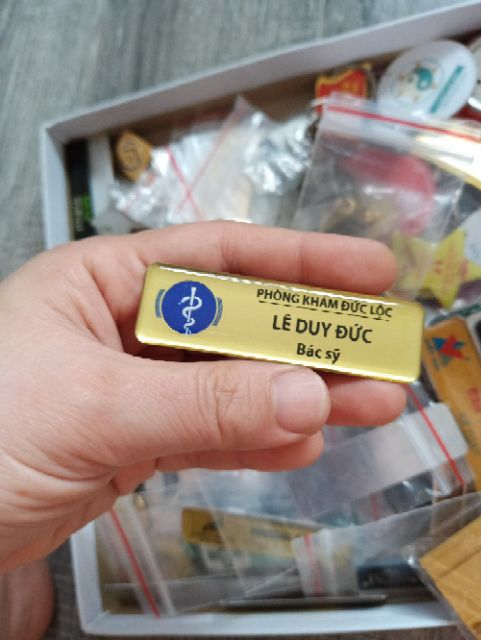 PHÒNG KHÁM ĐỨC LỘC
LÊ DUY ĐỨC
Bác sỹ